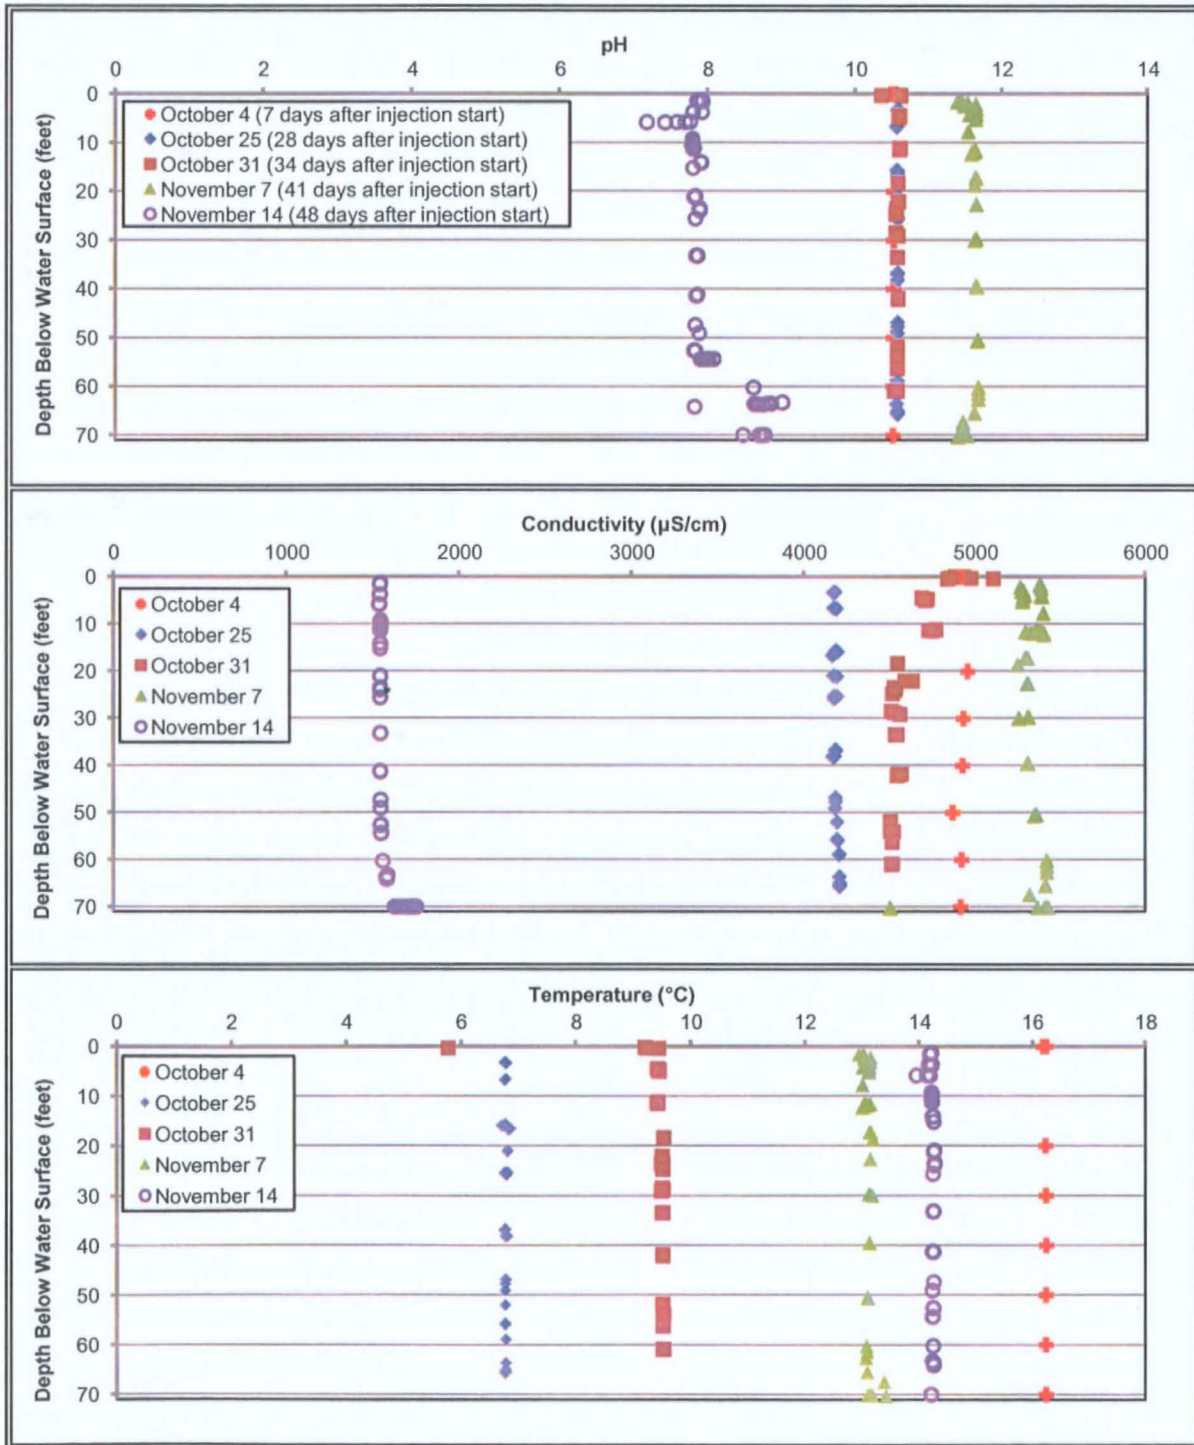 pH
0 2 4 6 8 10 12 14
Depth Below Water Surface (feet)
0
10
20
30
40
50
60
70
October 4 (7 days after injection start)
October 25 (28 days after injection start)
October 31 (34 days after injection start)
November 7 (41 days after injection start)
November 14 (48 days after injection start)
Conductivity (µS/cm)
0 1000 2000 3000 4000 5000 6000
Depth Below Water Surface (feet)
0
10
20
30
40
50
60
70
October 4
October 25
October 31
November 7
November 14
Temperature (°C)
0 2 4 6 8 10 12 14 16 18
Depth Below Water Surface (feet)
0
10
20
30
40
50
60
70
October 4
October 25
October 31
November 7
November 14